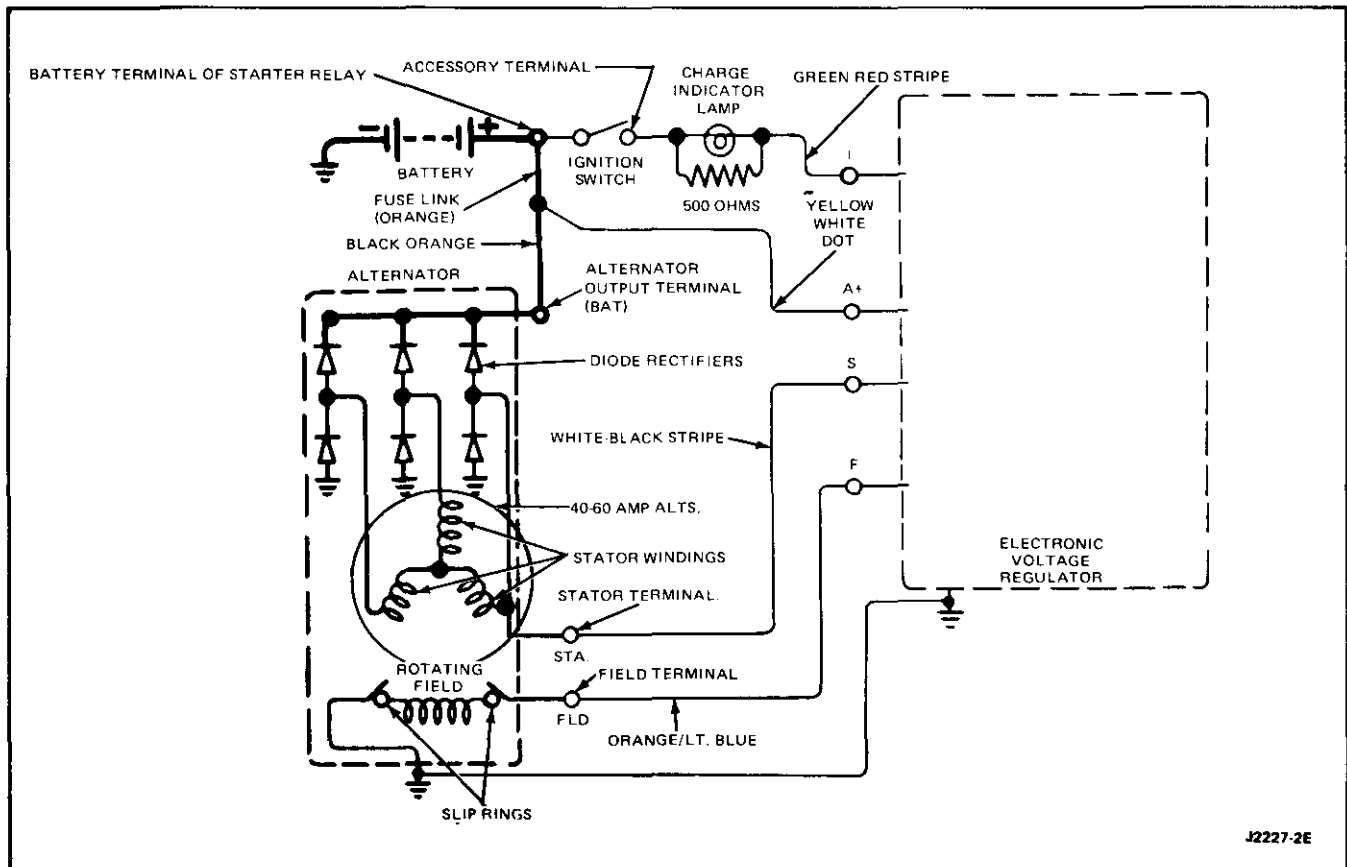 BATTERY TERMINAL OF STARTER RELAY
ACCESSORY TERMINAL
CHARGE
INDICATOR
LAMP
GREEN RED STRIPE
BATTERY
IGNITION
SWITCH
500 OHMS
I
YELLOW
WHITE
DOT
FUSE LINK
(ORANGE)
BLACK ORANGE
ALTERNATOR
ALTERNATOR
OUTPUT TERMINAL
(BAT)
A+
DIODE RECTIFIERS
S
WHITE-BLACK STRIPE
F
40-60 AMP ALTS.
STATOR WINDINGS
ELECTRONIC
VOLTAGE
REGULATOR
STATOR TERMINAL.
STA.
ROTATING
FIELD
FIELD TERMINAL
FLD
ORANGE/LT. BLUE
SLIP RINGS
J2227-2E